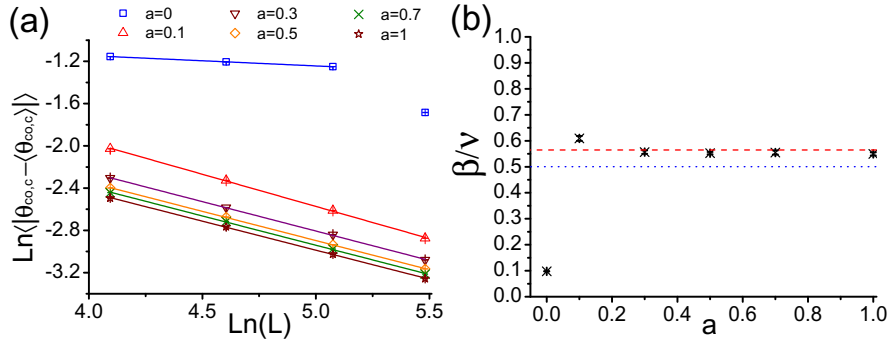 (a)
a=0 a=0.3 a=0.7
a=0.1 a=0.5 a=1
Ln⟨|θco,c−⟨θco,c⟩|⟩
-1.2
-1.6
-2.0
-2.4
-2.8
-3.2
4.0 4.5 5.0 5.5
Ln(L)
(b)
β/ν
1.0
0.9
0.8
0.7
0.6
0.5
0.4
0.3
0.2
0.1
0.0
0.0 0.2 0.4 0.6 0.8 1.0
a